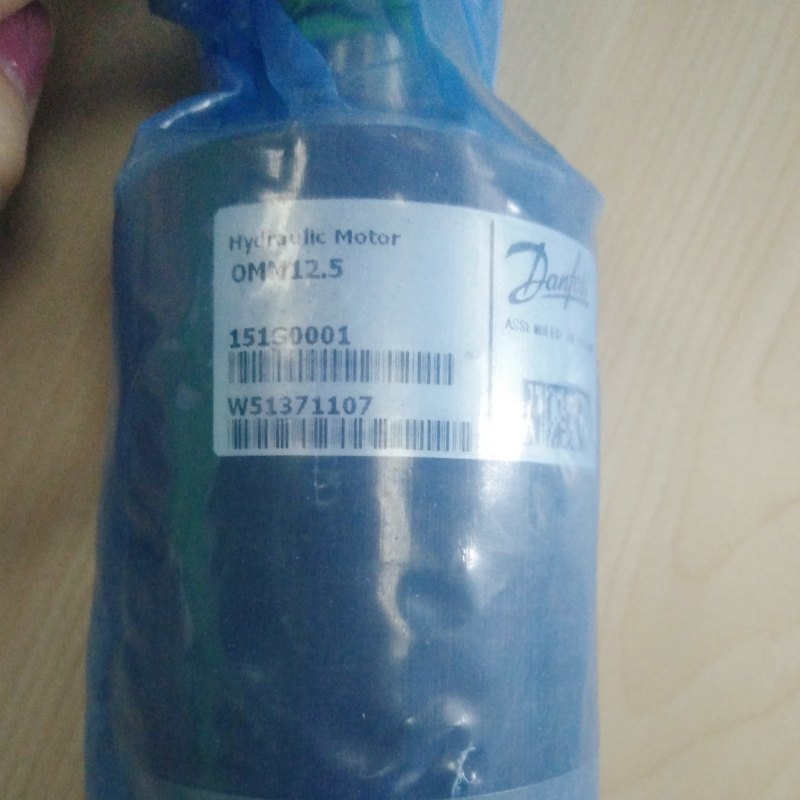 Hydraulic Motor
OMM12.5
151G0001
W51371107
Danfoss